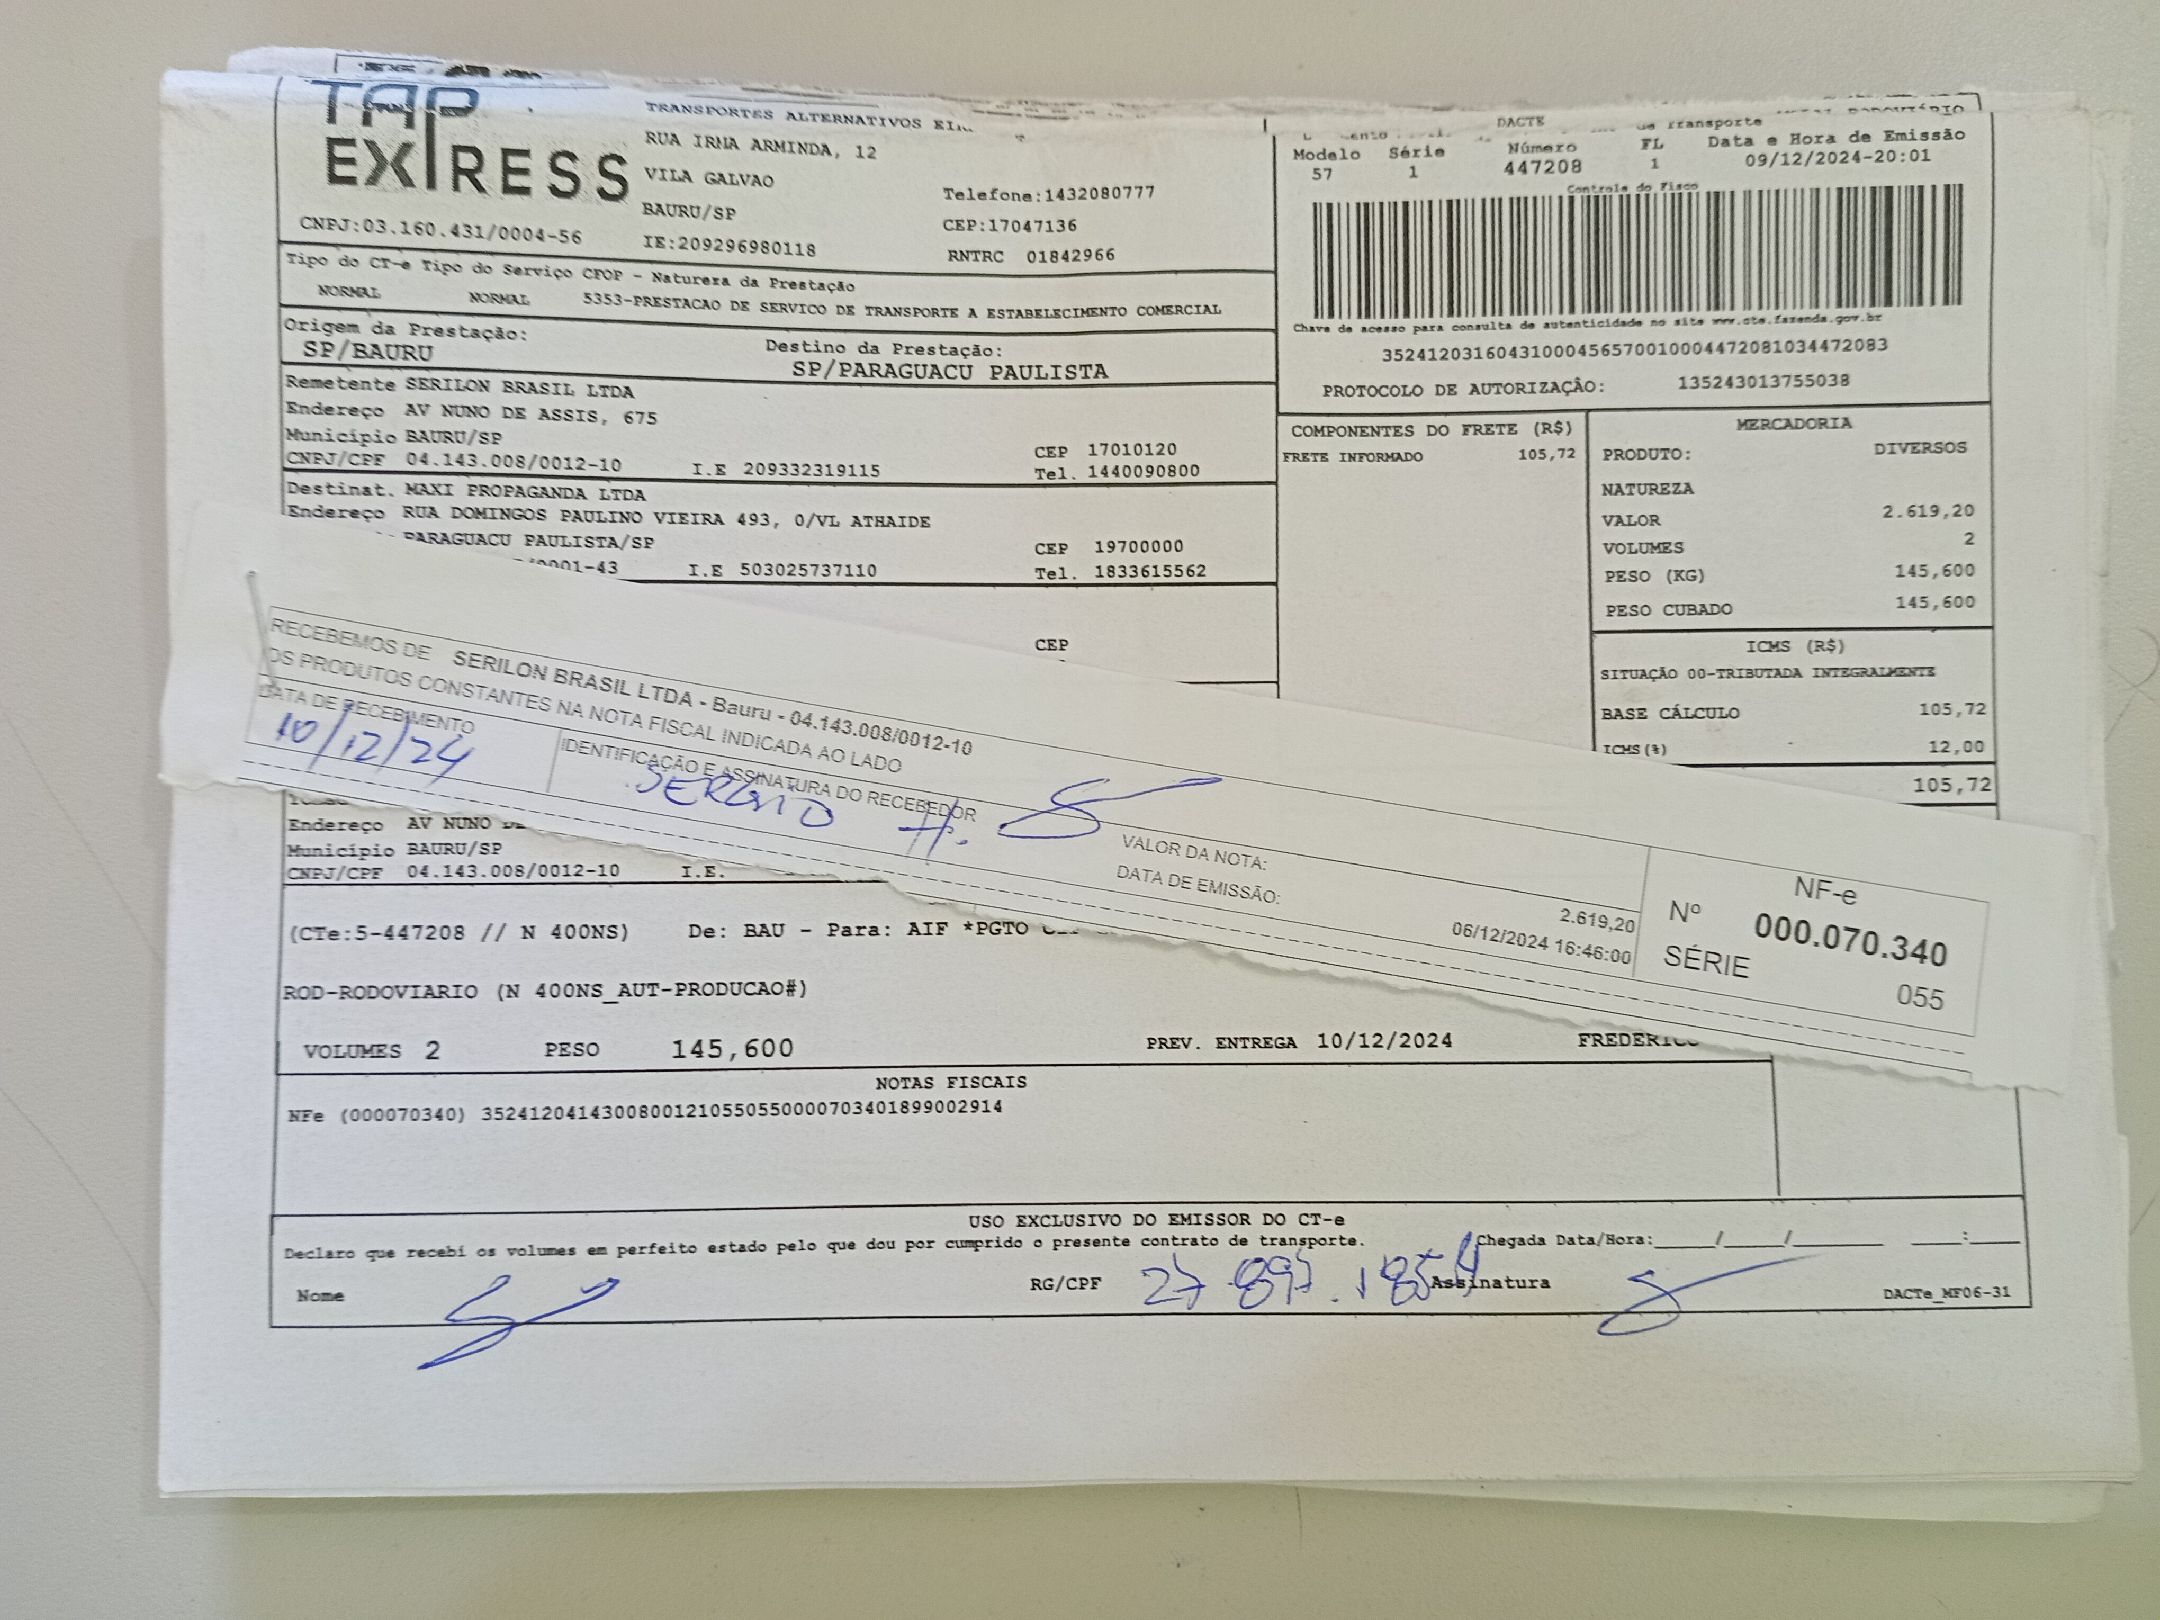 TAP
EXPRESS
CNPJ:03.160.431/0004-56
TRANSPORTES ALTERNATIVOS
RUA IRMA ARMINDA, 12
VILA GALVAO
BAURU/SP
IE:209296980118
Telefone:1432080777
CEP:17047136
RNTRC 01842966
DACTE
RODOVIÁRIO
de Transporte
Modelo Série Número FL Data e Hora de Emissão
57 1 447208 1 09/12/2024-20:01
Controle do Fisco
Chave de acesso para consulta de autenticidade no site www.cte.fazenda.gov.br
35241203160431000456570010004472081034472083
PROTOCOLO DE AUTORIZAÇÂO: 135243013755038
Tipo do CT-e Tipo do Serviço CFOP - Natureza da Prestação
NORMAL NORMAL 5353-PRESTACAO DE SERVICO DE TRANSPORTE A ESTABELECIMENTO COMERCIAL
Origem da Prestação:
SP/BAURU
Destino da Prestação:
SP/PARAGUACU PAULISTA
Remetente SERILON BRASIL LTDA
Endereço AV NUNO DE ASSIS, 675
Município BAURU/SP CEP 17010120
CNPJ/CPF 04.143.008/0012-10 I.E 209332319115 Tel. 1440090800
Destinat. MAXI PROPAGANDA LTDA
Endereço RUA DOMINGOS PAULINO VIEIRA 493, 0/VL ATHAIDE
PARAGUACU PAULISTA/SP CEP 19700000
/0001-43 I.E 503025737110 Tel. 1833615562
CEP
COMPONENTES DO FRETE (R$)
FRETE INFORMADO 105,72
MERCADORIA
PRODUTO: DIVERSOS
NATUREZA
VALOR 2.619,20
VOLUMES 2
PESO (KG) 145,600
PESO CUBADO 145,600
ICMS (R$)
SITUAÇÃO 00-TRIBUTADA INTEGRALMENTE
BASE CÁLCULO 105,72
ICMS(%) 12,00
105,72
RECEBEMOS DE SERILON BRASIL LTDA - Bauru - 04.143.008/0012-10
OS PRODUTOS CONSTANTES NA NOTA FISCAL INDICADA AO LADO
DATA DE RECEBIMENTO
10/12/24
IDENTIFICAÇÃO E ASSINATURA DO RECEBEDOR
SERGIO H.
VALOR DA NOTA: 2.619,20
DATA DE EMISSÃO: 06/12/2024 16:46:00
NF-e
Nº 000.070.340
SÉRIE 055
Endereço AV NUNO
Município BAURU/SP
CNPJ/CPF 04.143.008/0012-10 I.E.
(CTe:5-447208 // N 400NS) De: BAU - Para: AIF *PGTO
ROD-RODOVIARIO (N 400NS_AUT-PRODUCAO#)
VOLUMES 2 PESO 145,600 PREV. ENTREGA 10/12/2024 FREDERICO
NOTAS FISCAIS
NFe (000070340) 35241204143008001210550550000703401899002914
USO EXCLUSIVO DO EMISSOR DO CT-e
Declaro que recebi os volumes em perfeito estado pelo que dou por cumprido o presente contrato de transporte. Chegada Data/Hora:_____/_____/________ _____:_____
Nome RG/CPF 27.897.1854 Assinatura DACTe_MF06-31